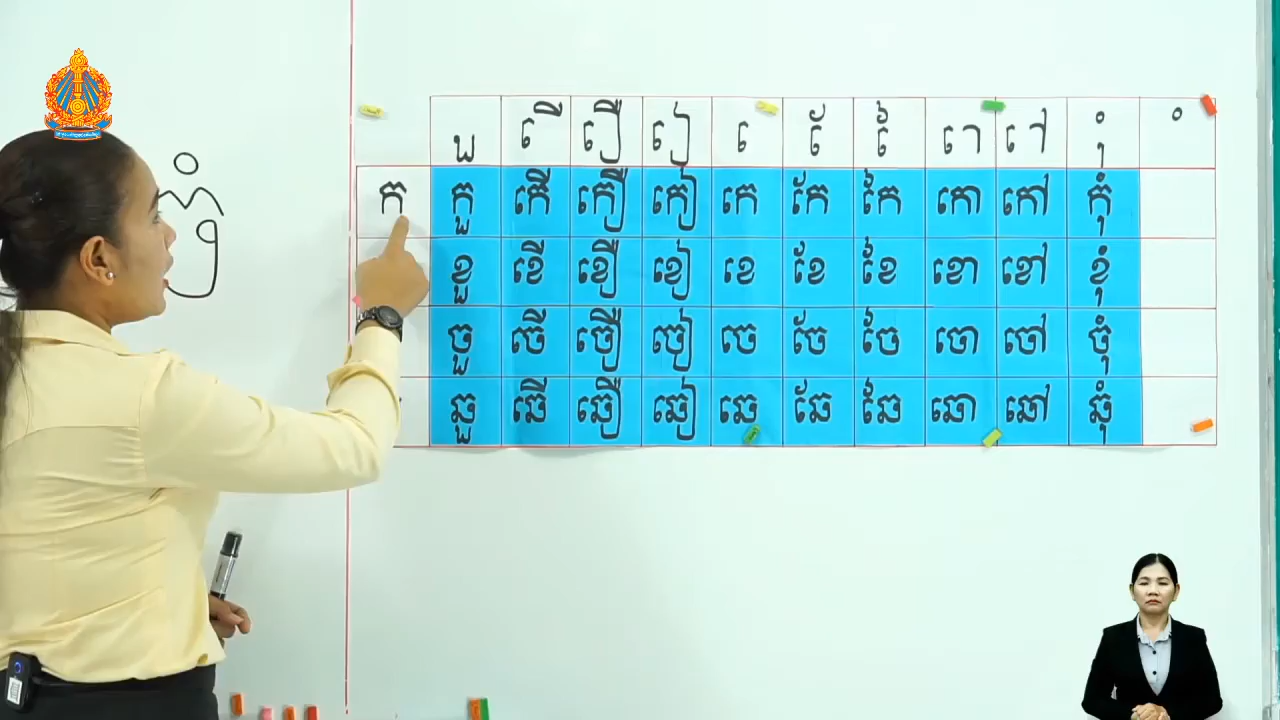 ួ ើ ឿ ៀ េ ែ ៃ ោ ៅ ុំ ំ
ក កួ កើ កឿ កៀ កេ កែ កៃ កោ កៅ កុំ
ខួ ខើ ខឿ ខៀ ខេ ខែ ខៃ ខោ ខៅ ខុំ
ចួ ចើ ចឿ ចៀ ចេ ចែ ចៃ ចោ ចៅ ចុំ
ឆួ ឆើ ឆឿ ឆៀ ឆេ ឆែ ឆៃ ឆោ ឆៅ ឆុំ